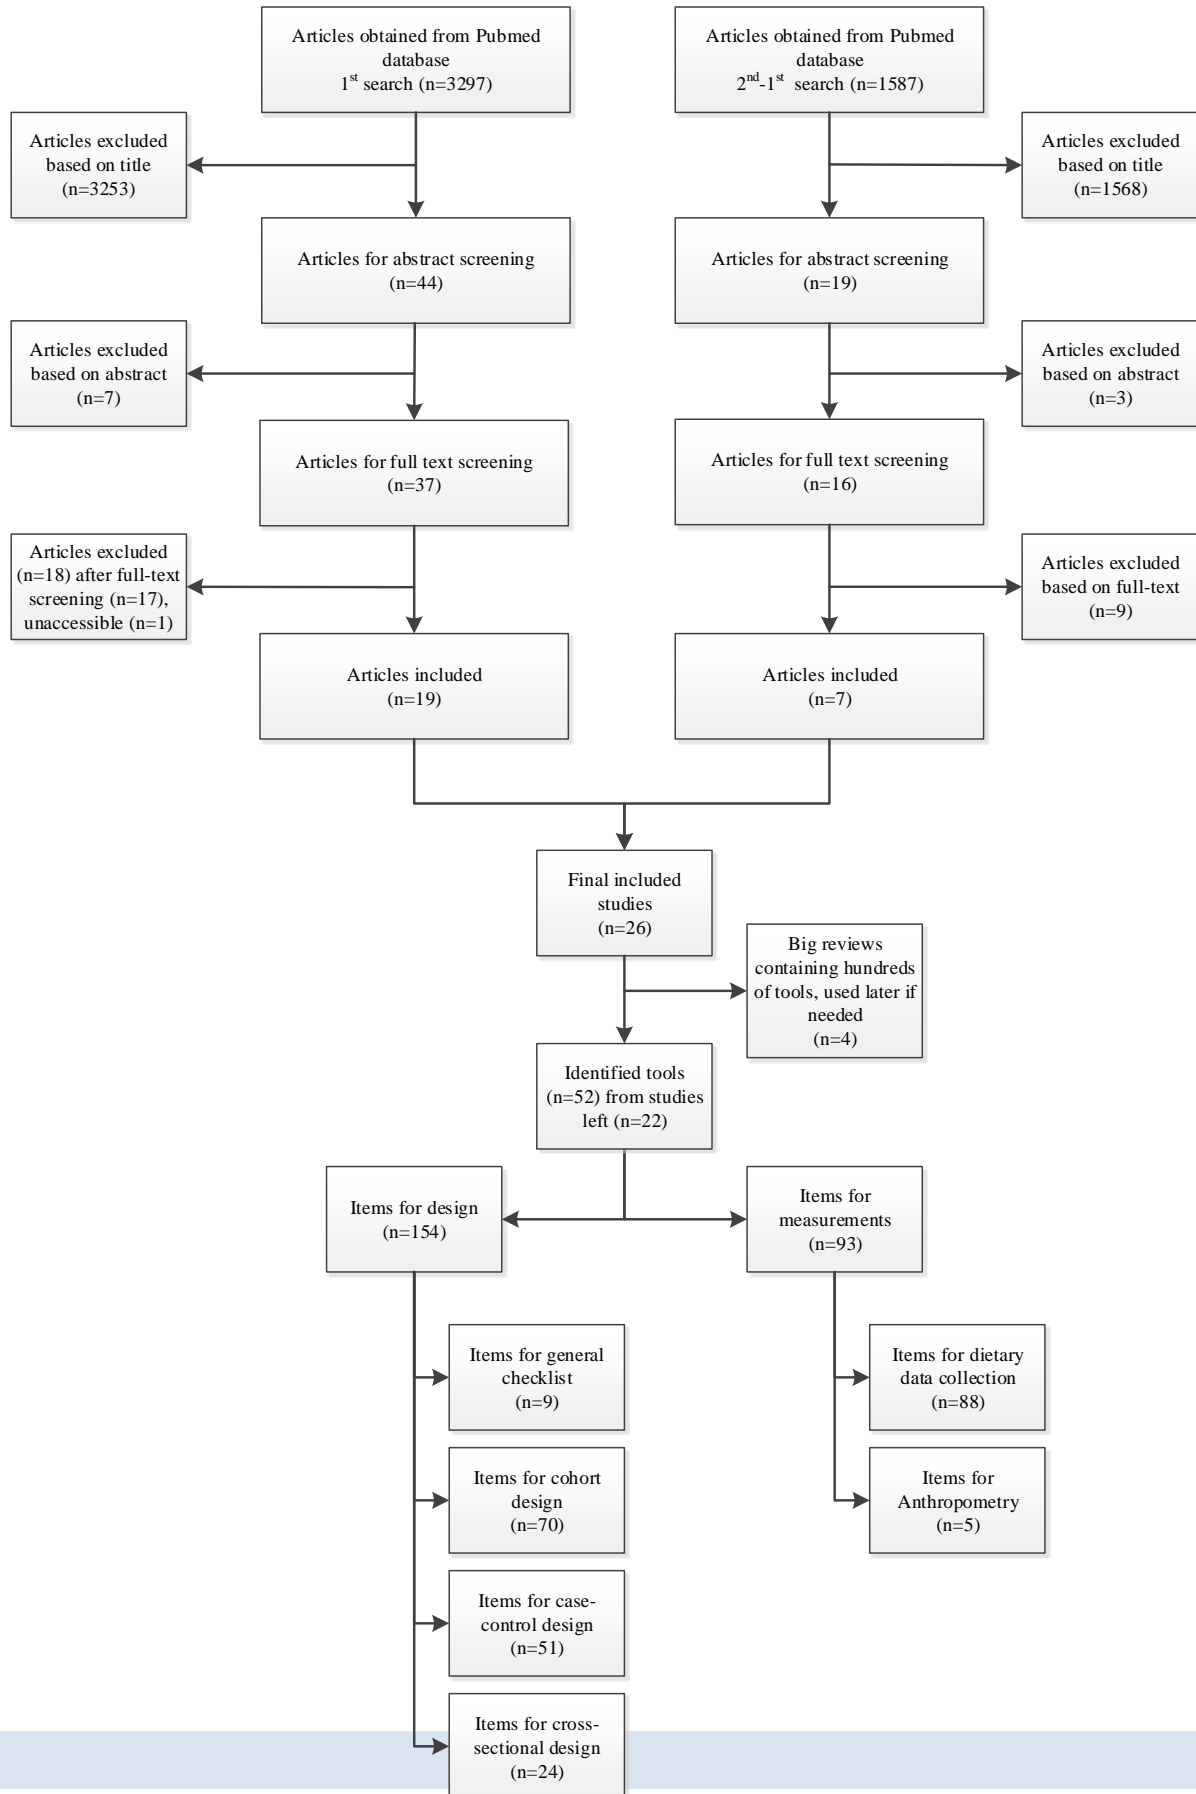 Articles obtained from Pubmed
database
1st search (n=3297)
Articles obtained from Pubmed
database
2nd-1st search (n=1587)
Articles excluded
based on title
(n=3253)
Articles excluded
based on title
(n=1568)
Articles for abstract screening
(n=44)
Articles for abstract screening
(n=19)
Articles excluded
based on abstract
(n=7)
Articles excluded
based on abstract
(n=3)
Articles for full text screening
(n=37)
Articles for full text screening
(n=16)
Articles excluded
(n=18) after full-text
screening (n=17),
unaccessible (n=1)
Articles excluded
based on full-text
(n=9)
Articles included
(n=19)
Articles included
(n=7)
Final included
studies
(n=26)
Big reviews
containing hundreds
of tools, used later if
needed
(n=4)
Identified tools
(n=52) from studies
left (n=22)
Items for design
(n=154)
Items for
measurements
(n=93)
Items for general
checklist
(n=9)
Items for dietary
data collection
(n=88)
Items for cohort
design
(n=70)
Items for
Anthropometry
(n=5)
Items for case-
control design
(n=51)
Items for cross-
sectional design
(n=24)